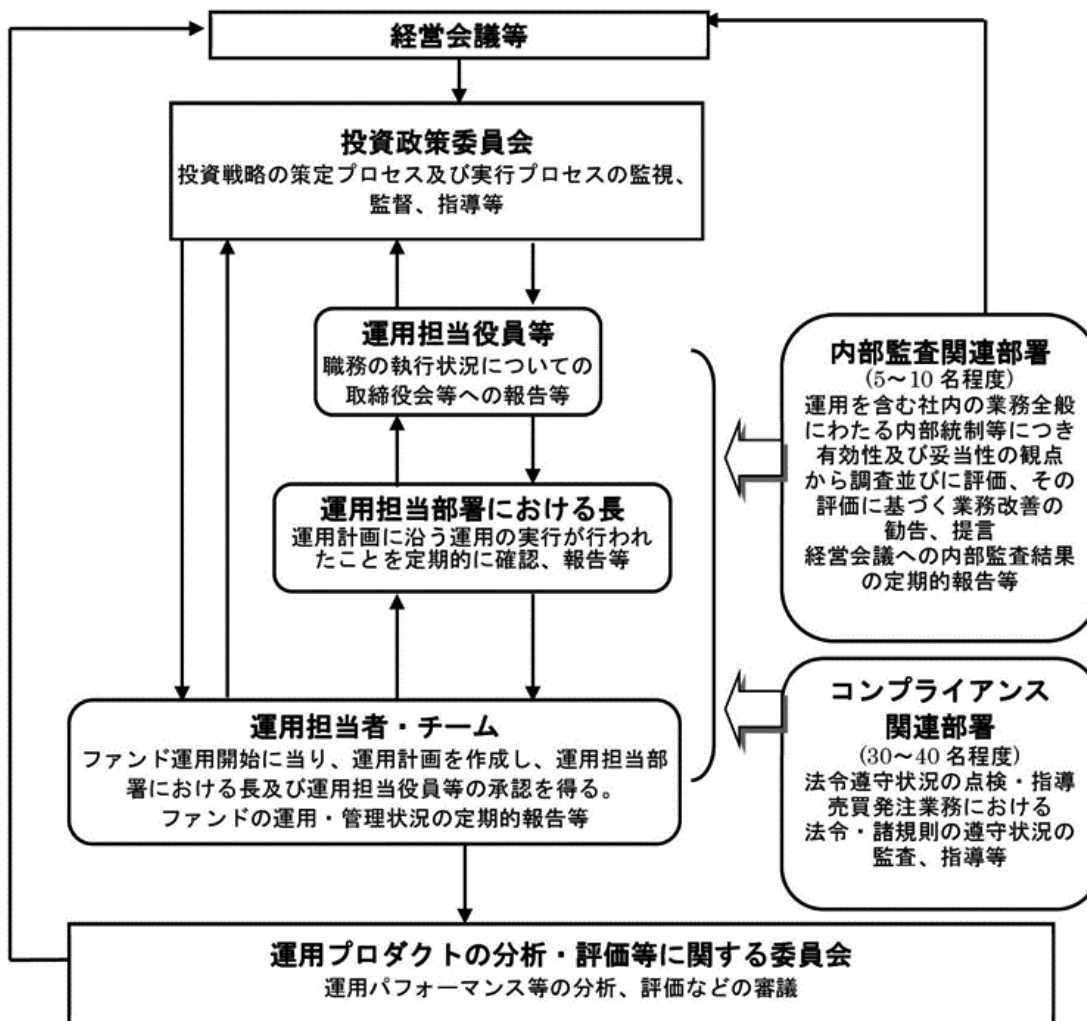 経営会議等
投資政策委員会
投資戦略の策定プロセス及び実行プロセスの監視、
監督、指導等
運用担当役員等
職務の執行状況についての
取締役会等への報告等
運用担当部署における長
運用計画に沿う運用の実行が行われ
たことを定期的に確認、報告等
運用担当者・チーム
ファンド運用開始に当り、運用計画を作成し、運用担当部
署における長及び運用担当役員等の承認を得る。
ファンドの運用・管理状況の定期的報告等
内部監査関連部署
(5～10 名程度)
運用を含む社内の業務全般
にわたる内部統制等につき
有効性及び妥当性の観点
から調査並びに評価、その
評価に基づく業務改善の
勧告、提言
経営会議への内部監査結果
の定期的報告等
コンプライアンス
関連部署
(30～40 名程度)
法令遵守状況の点検・指導
売買発注業務における
法令・諸規則の遵守状況の
監査、指導等
運用プロダクトの分析・評価等に関する委員会
運用パフォーマンス等の分析、評価などの審議